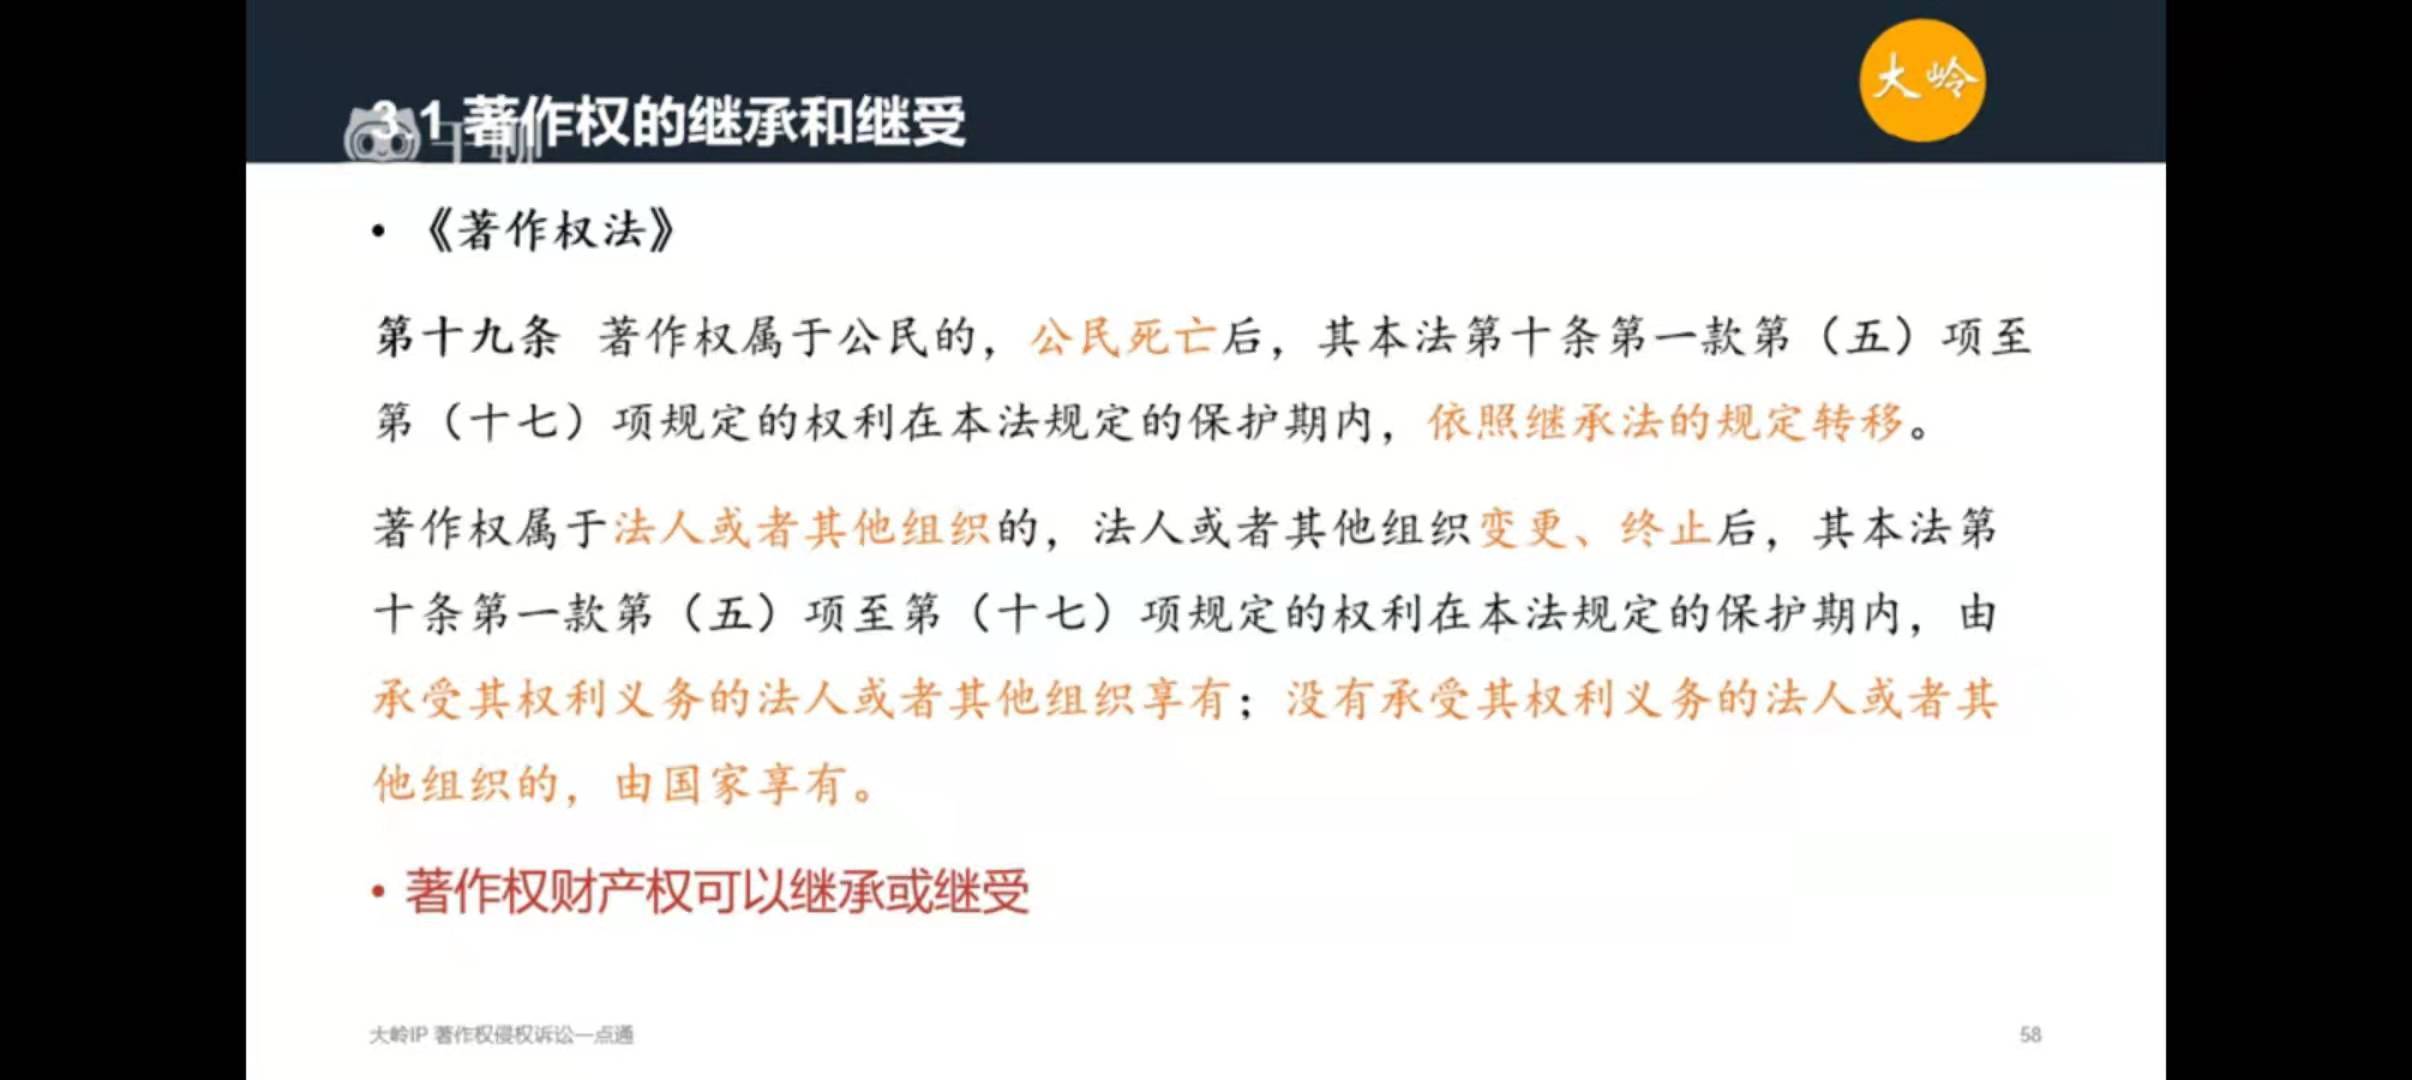 大岭
3.1 著作权的继承和继受
千聊
• 《著作权法》
第十九条 著作权属于公民的，公民死亡后，其本法第十条第一款第（五）项至
第（十七）项规定的权利在本法规定的保护期内，依照继承法的规定转移。
著作权属于法人或者其他组织的，法人或者其他组织变更、终止后，其本法第
十条第一款第（五）项至第（十七）项规定的权利在本法规定的保护期内，由
承受其权利义务的法人或者其他组织享有；没有承受其权利义务的法人或者其
他组织的，由国家享有。
• 著作权财产权可以继承或继受
大岭IP 著作权侵权诉讼一点通
58